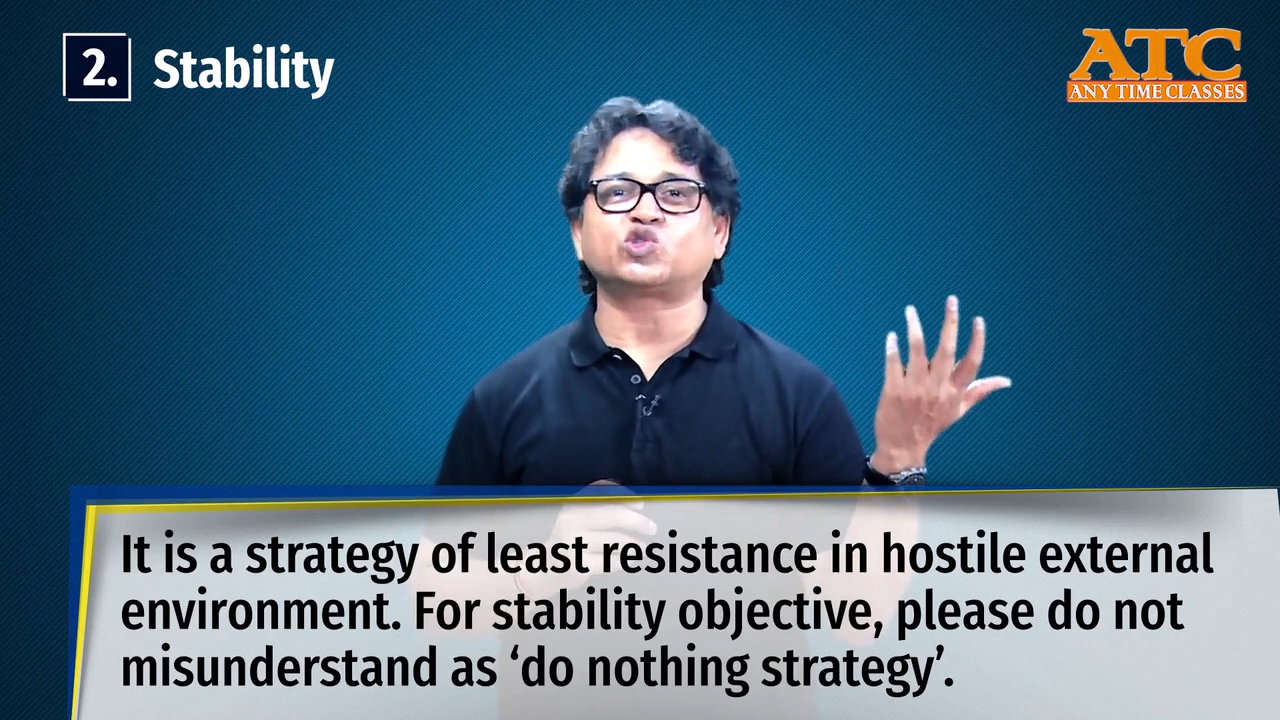 2. Stability
ATC
ANY TIME CLASSES
It is a strategy of least resistance in hostile external
environment. For stability objective, please do not
misunderstand as ‘do nothing strategy’.